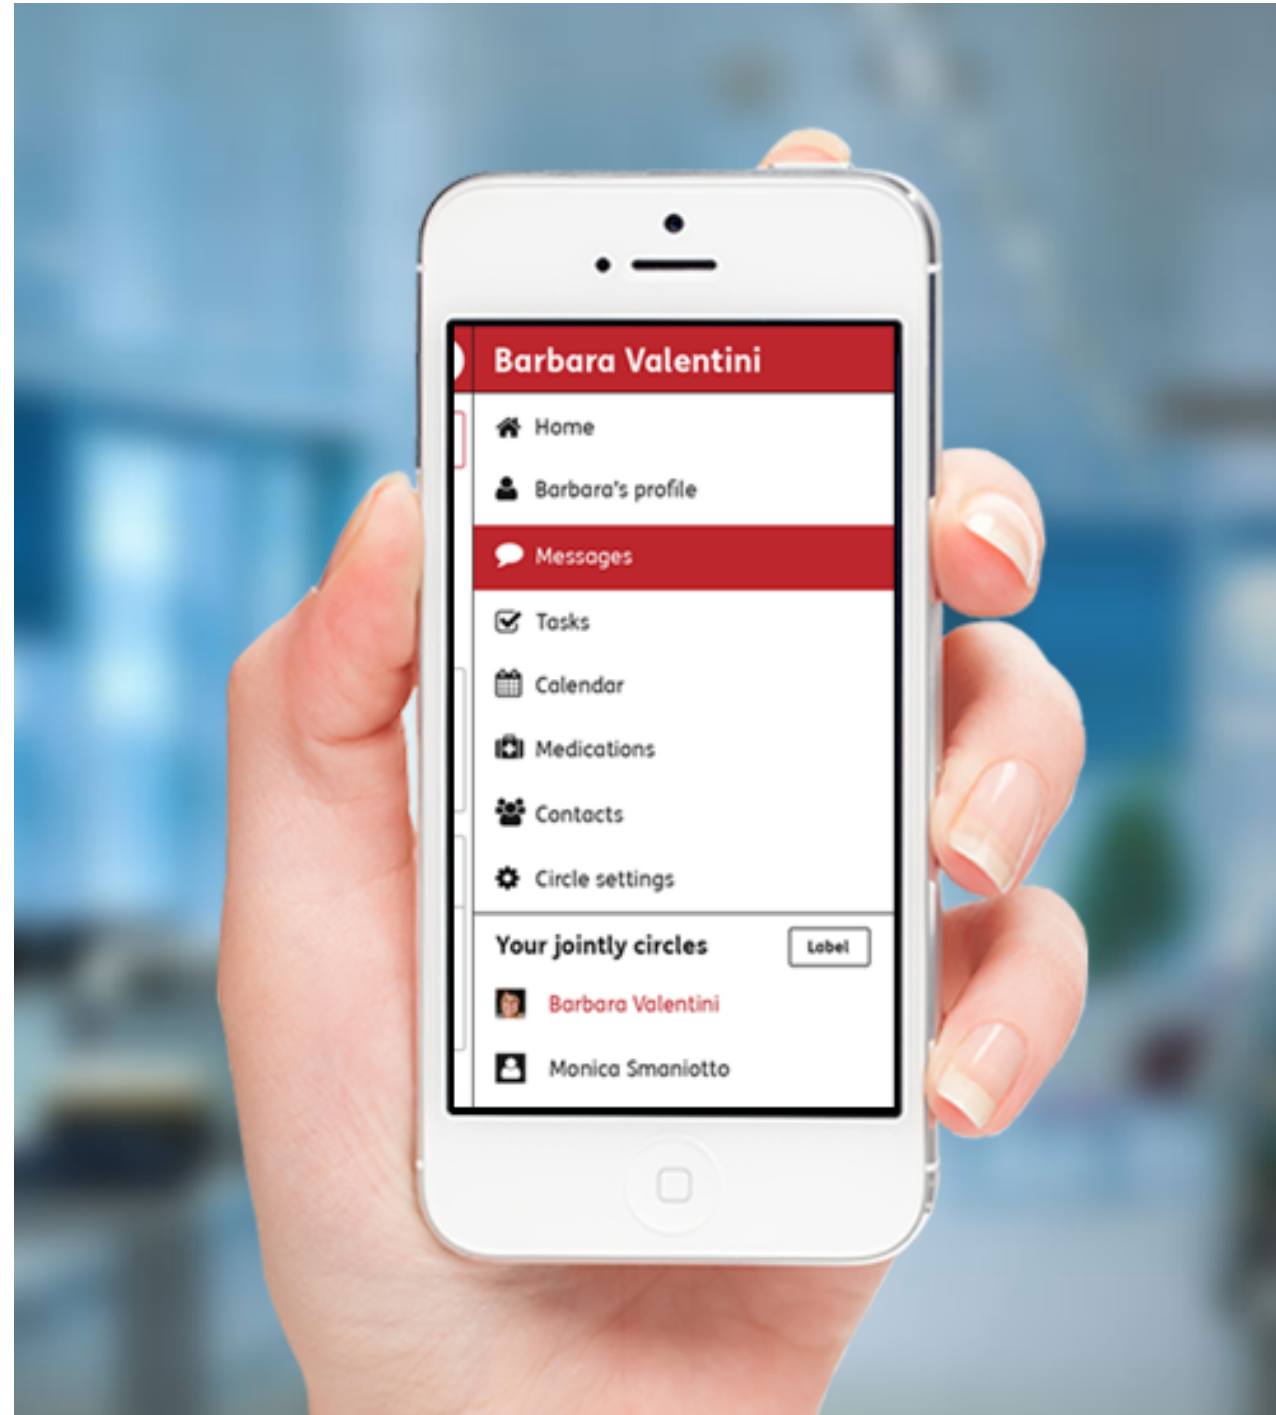 Barbara Valentini
Home
Barbara's profile
Messages
Tasks
Calendar
Medications
Contacts
Circle settings
Your jointly circles
Label
Barbara Valentini
Monica Smaniotto